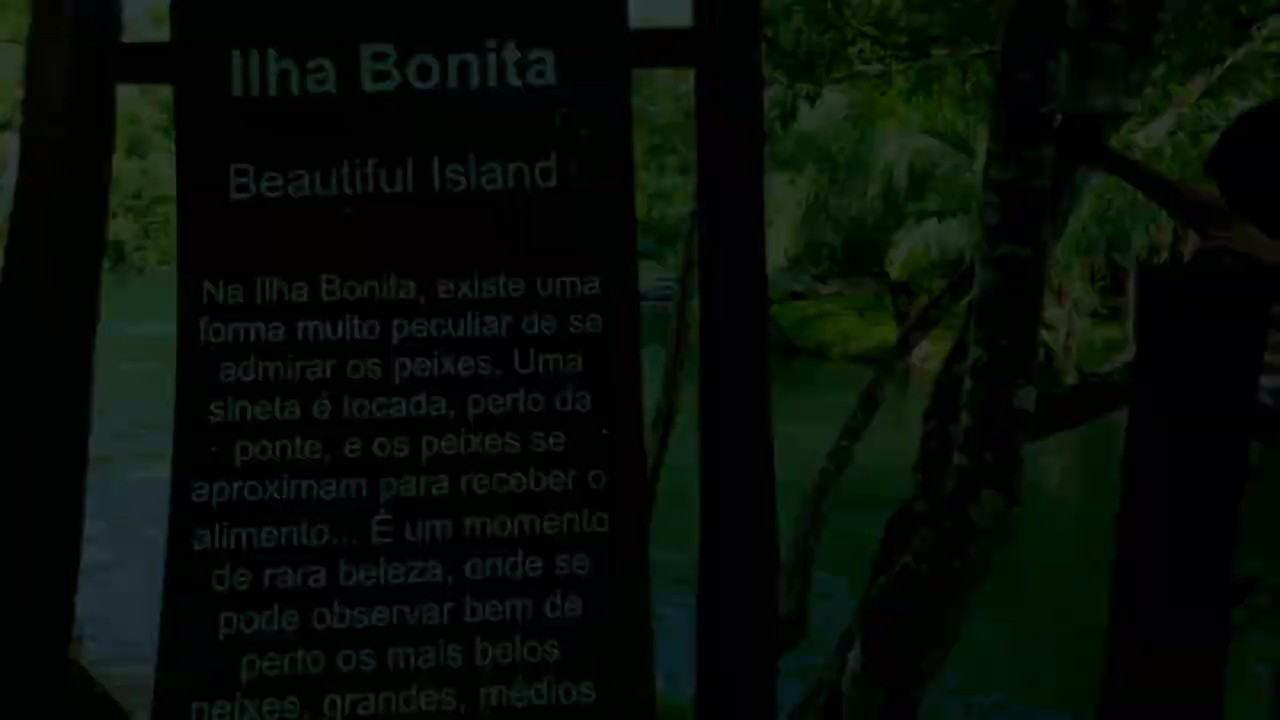 Ilha Bonita
Beautiful Island
Na Ilha Bonita, existe uma
forma muito peculiar de se
admirar os peixes. Uma
sineta é tocada, perto da
ponte, e os peixes se
aproximam para receber o
alimento... É um momento
de rara beleza, onde se
pode observar bem de
perto os mais belos
peixes, grandes, médios